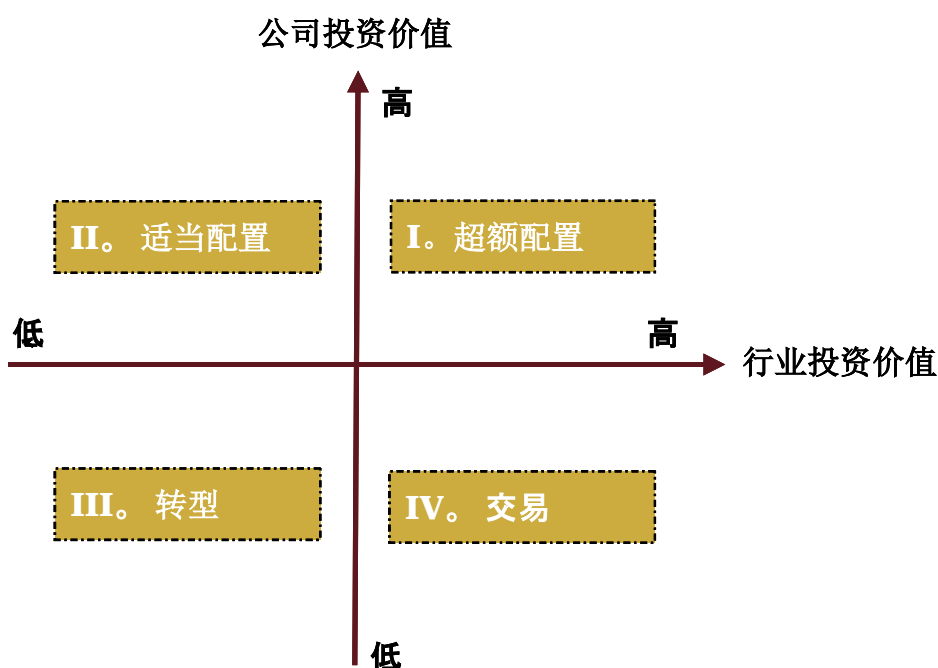 公司投资价值
高
II。 适当配置
I。超额配置
低
高
行业投资价值
III。 转型
IV。 交易
低